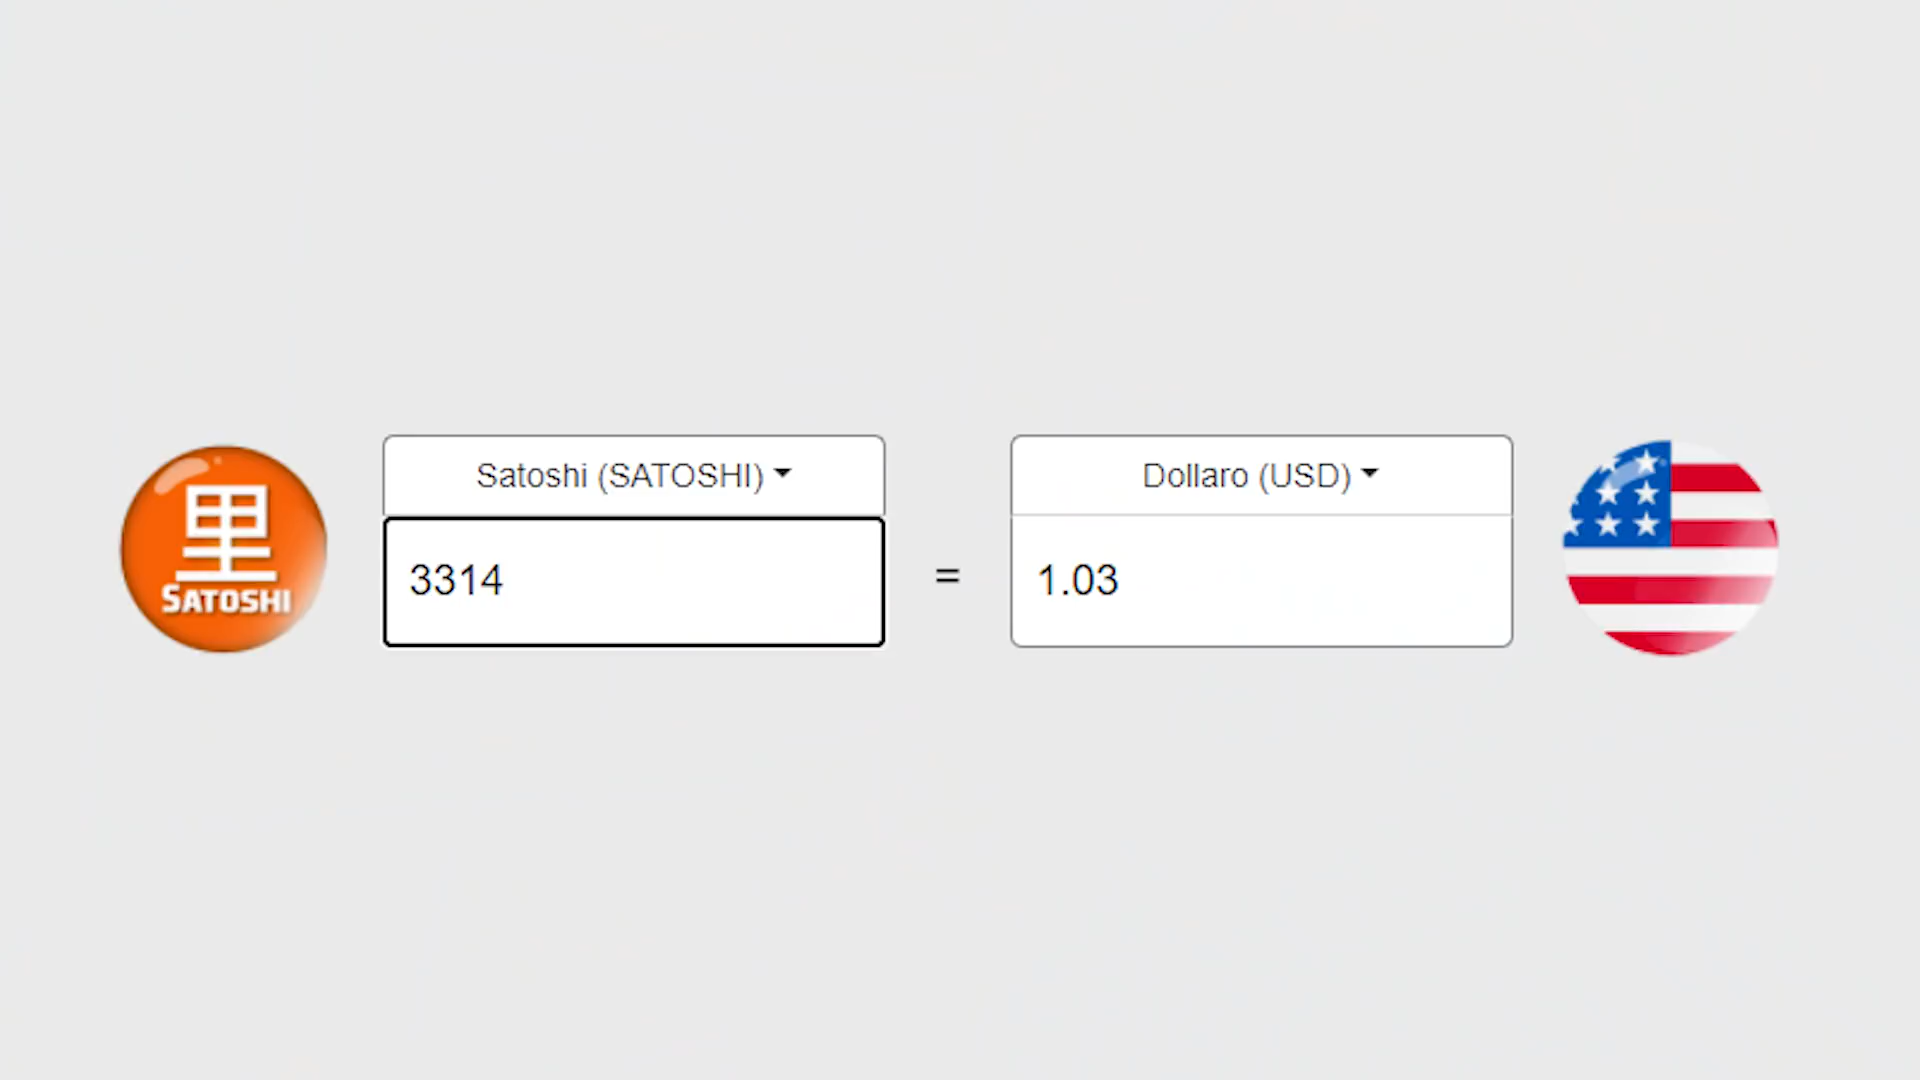 里
SATOSHI
Satoshi (SATOSHI)
3314
=
Dollaro (USD)
1.03